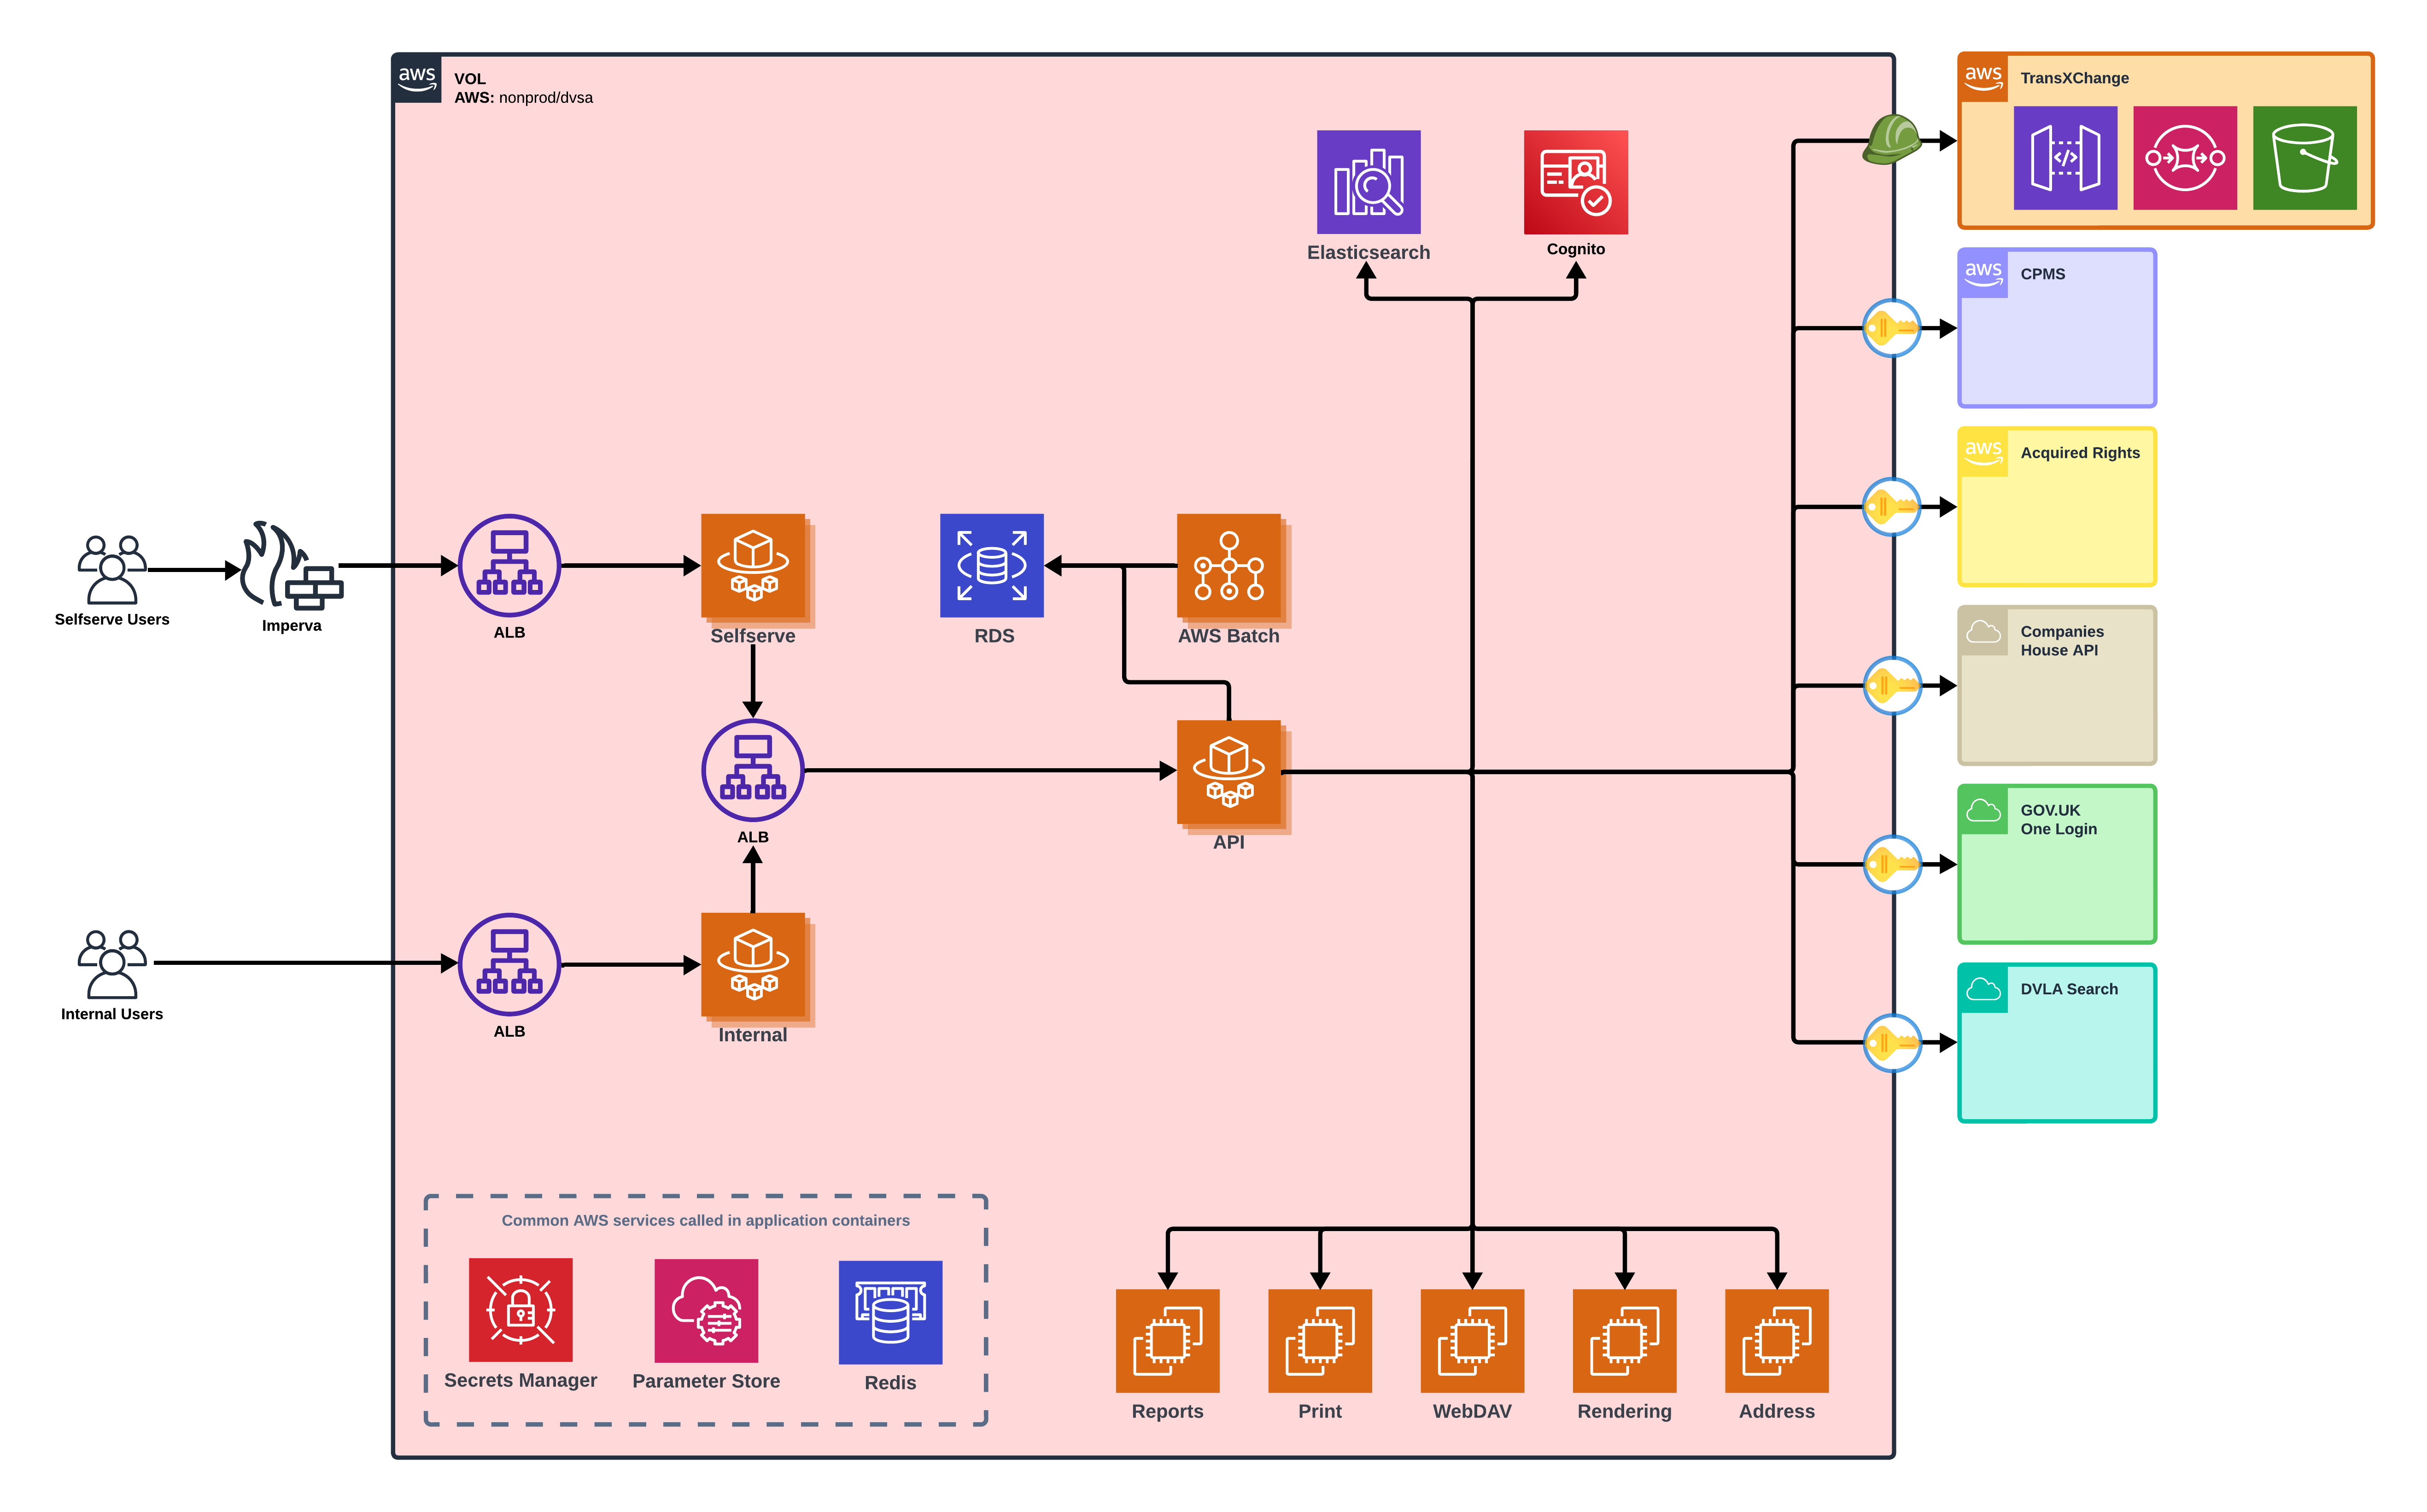 aws
VOL
AWS: nonprod/dvsa
aws
TransXChange
Elasticsearch
Cognito
aws
CPMS
aws
Acquired Rights
Selfserve Users
Imperva
ALB
Selfserve
RDS
AWS Batch
Companies
House API
ALB
API
GOV.UK
One Login
Internal Users
ALB
Internal
DVLA Search
Common AWS services called in application containers
Secrets Manager
Parameter Store
Redis
Reports
Print
WebDAV
Rendering
Address